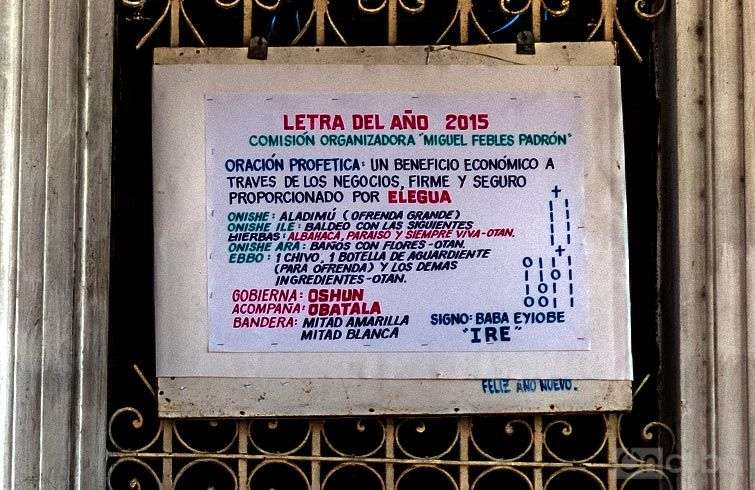 LETRA DEL AÑO 2015
COMISIÓN ORGANIZADORA "MIGUEL FEBLES PADRÓN"
ORACIÓN PROFETICA: UN BENEFICIO ECONÓMICO A
TRAVES DE LOS NEGOCIOS, FIRME Y SEGURO
PROPORCIONADO POR ELEGUA
ONISHE: ALADIMÚ (OFRENDA GRANDE)
ONISHE ILE: BALDEO CON LAS SIGUIENTES
HIERBAS: ALBAHACA, PARAISO Y SIEMPRE VIVA-OTAN.
ONISHE ARA: BAÑOS CON FLORES-OTAN.
EBBO: 1 CHIVO, 1 BOTELLA DE AGUARDIENTE
(PARA OFRENDA) Y LOS DEMAS
INGREDIENTES-OTAN.
GOBIERNA: OSHUN
ACOMPAÑA: OBATALA
BANDERA: MITAD AMARILLA
MITAD BLANCA
SIGNO: BABA EYIOBE
"IRE"
FELIZ AÑO NUEVO.